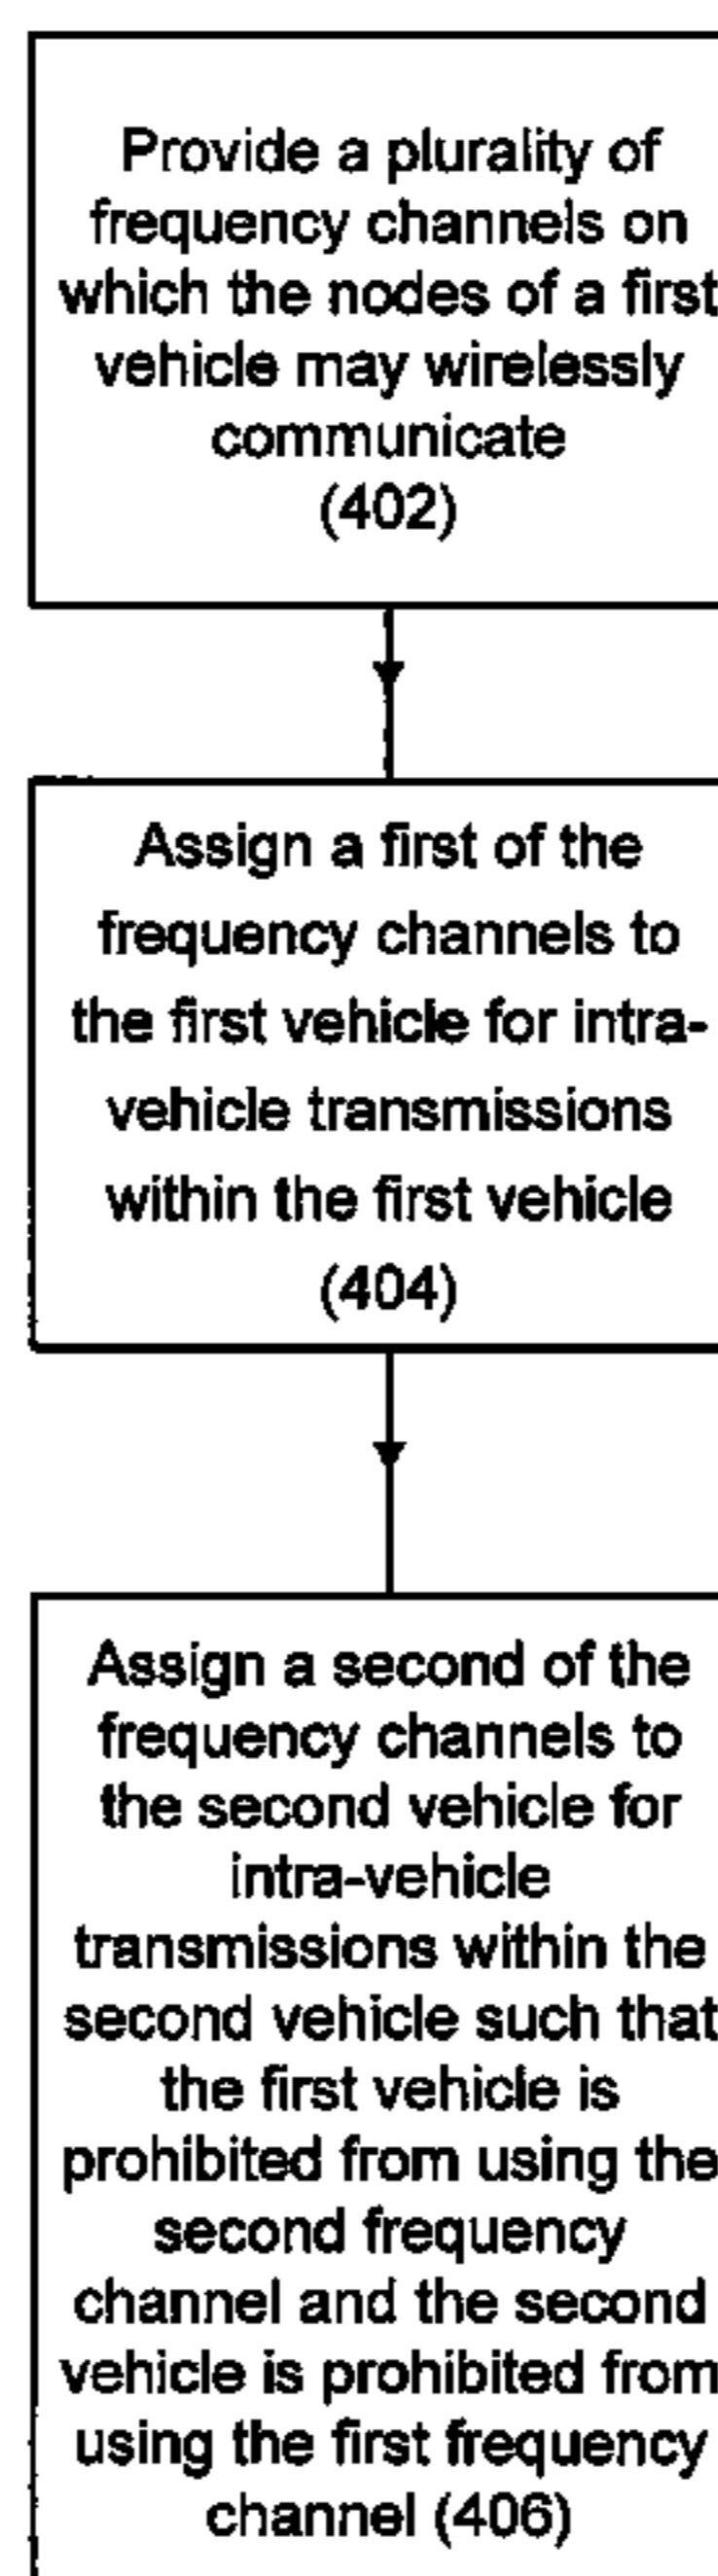 Provide a plurality of
frequency channels on
which the nodes of a first
vehicle may wirelessly
communicate
(402)
Assign a first of the
frequency channels to
the first vehicle for intra-
vehicle transmissions
within the first vehicle
(404)
Assign a second of the
frequency channels to
the second vehicle for
intra-vehicle
transmissions within the
second vehicle such that
the first vehicle is
prohibited from using the
second frequency
channel and the second
vehicle is prohibited from
using the first frequency
channel (406)